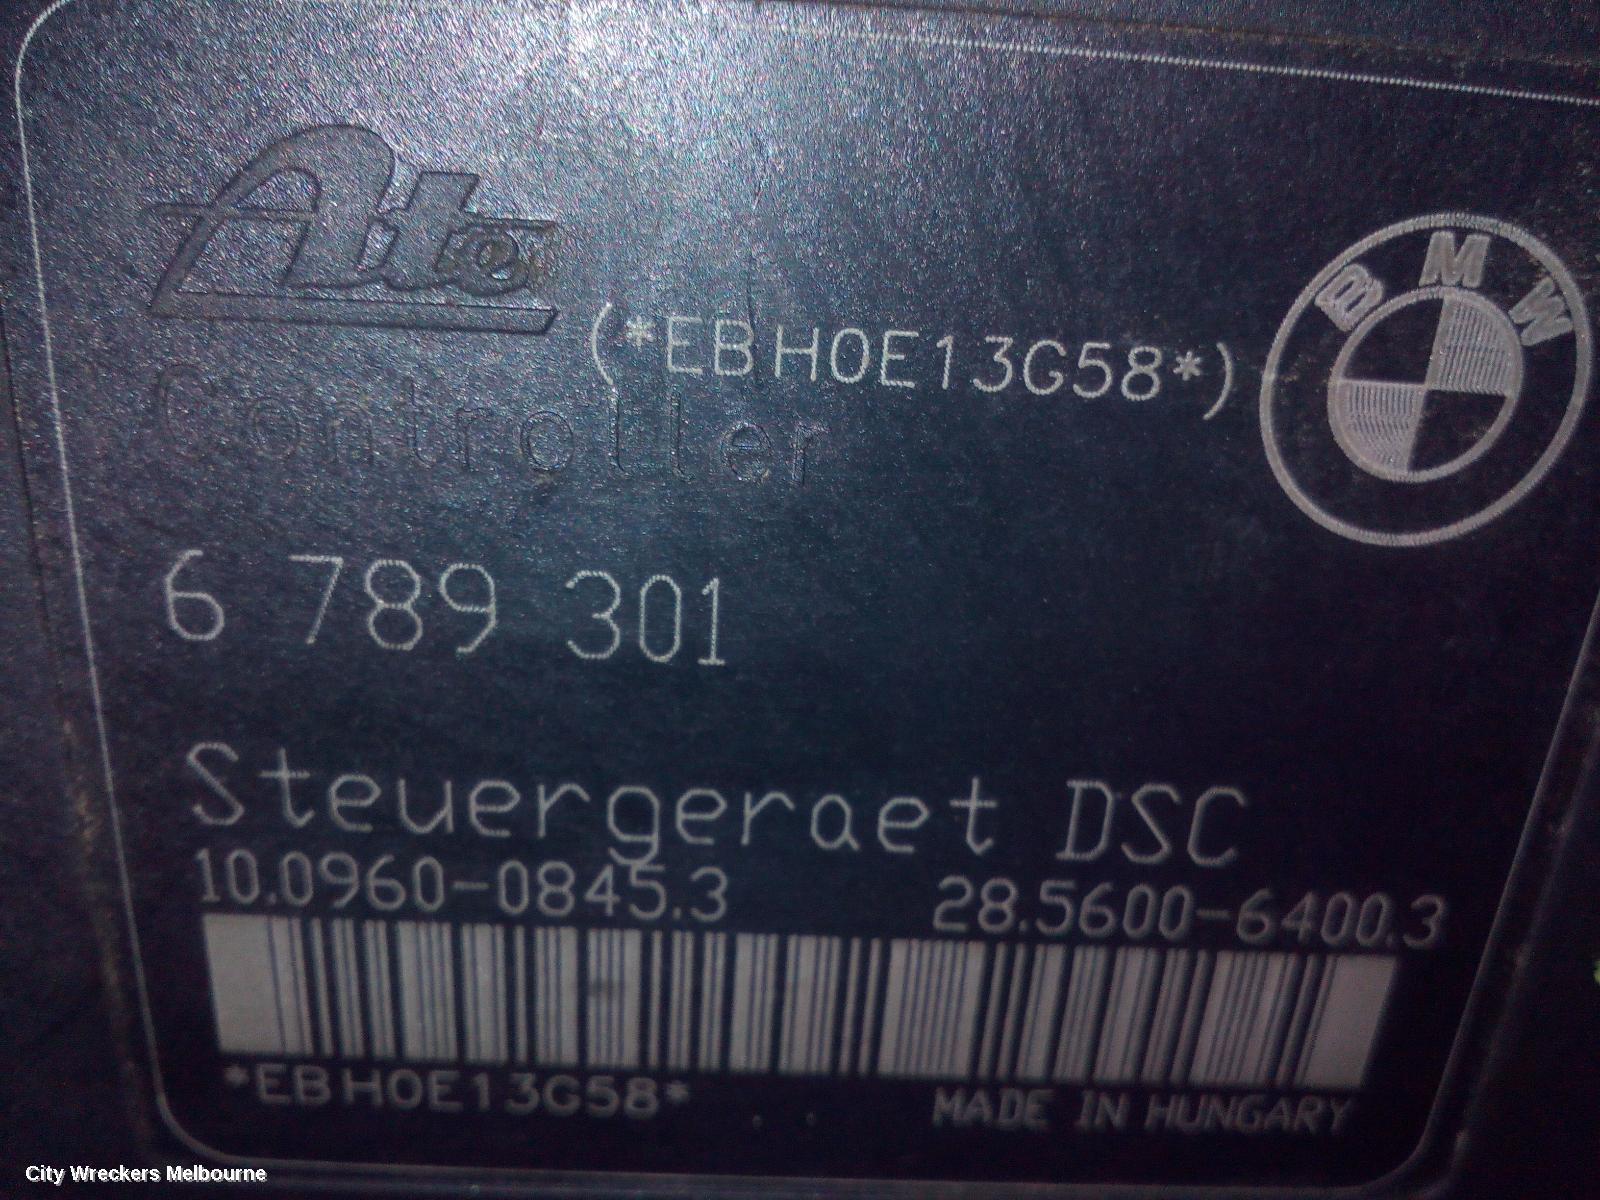 Ate
(*EBH0E13G58*)
BMW
Controller
6 789 301
Steuergeraet DSC
10.0960-0845.3 28.5600-6400.3
*EBH0E13G58* MADE IN HUNGARY
City Wreckers Melbourne